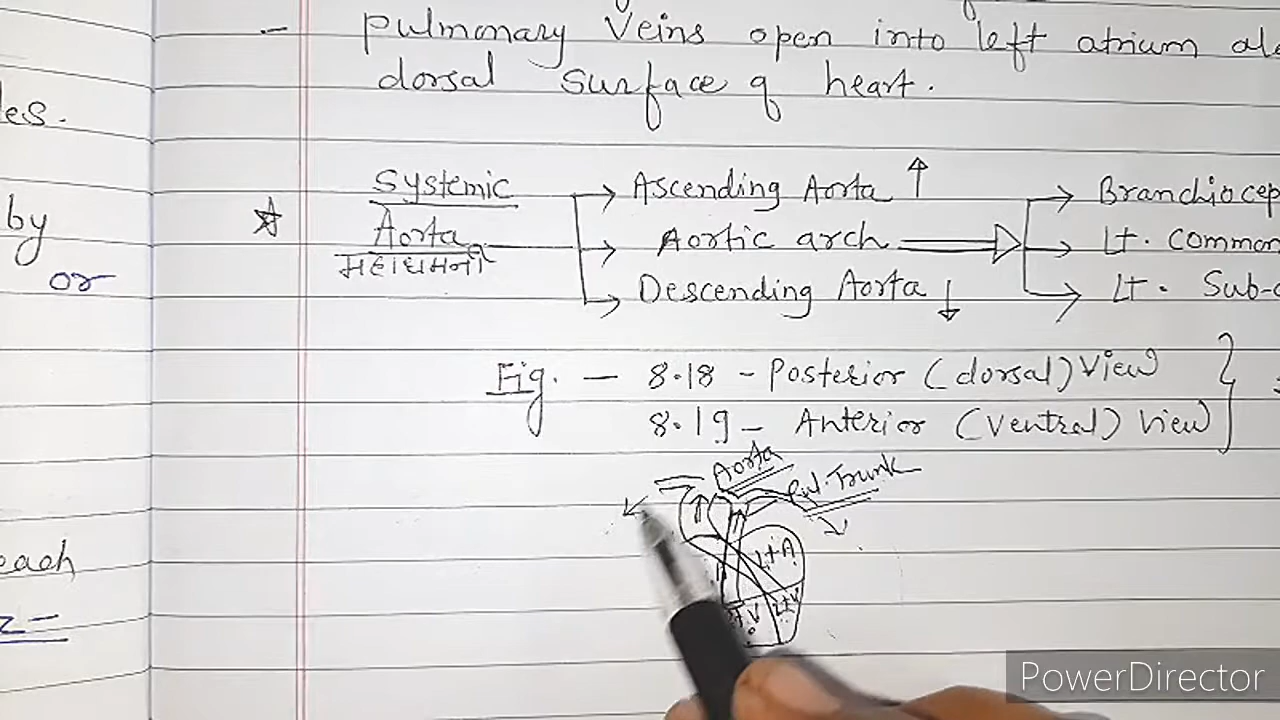 - Pulmonary Veins open into left atrium
dorsal surface of heart.
les.
by
or
Systemic
Aorta
महाधमनी
→ Ascending Aorta ↑
→ Aortic arch
→ Descending Aorta ↓
→ Branchiocep
→ Lt. Common
→ Lt. Sub-c
Fig. — 8.18 - Posterior (dorsal) View
8.19 - Anterior (Ventral) View
Aorta
Pul. Trunk
Lt A
Lt V
Rt V
each
PowerDirector